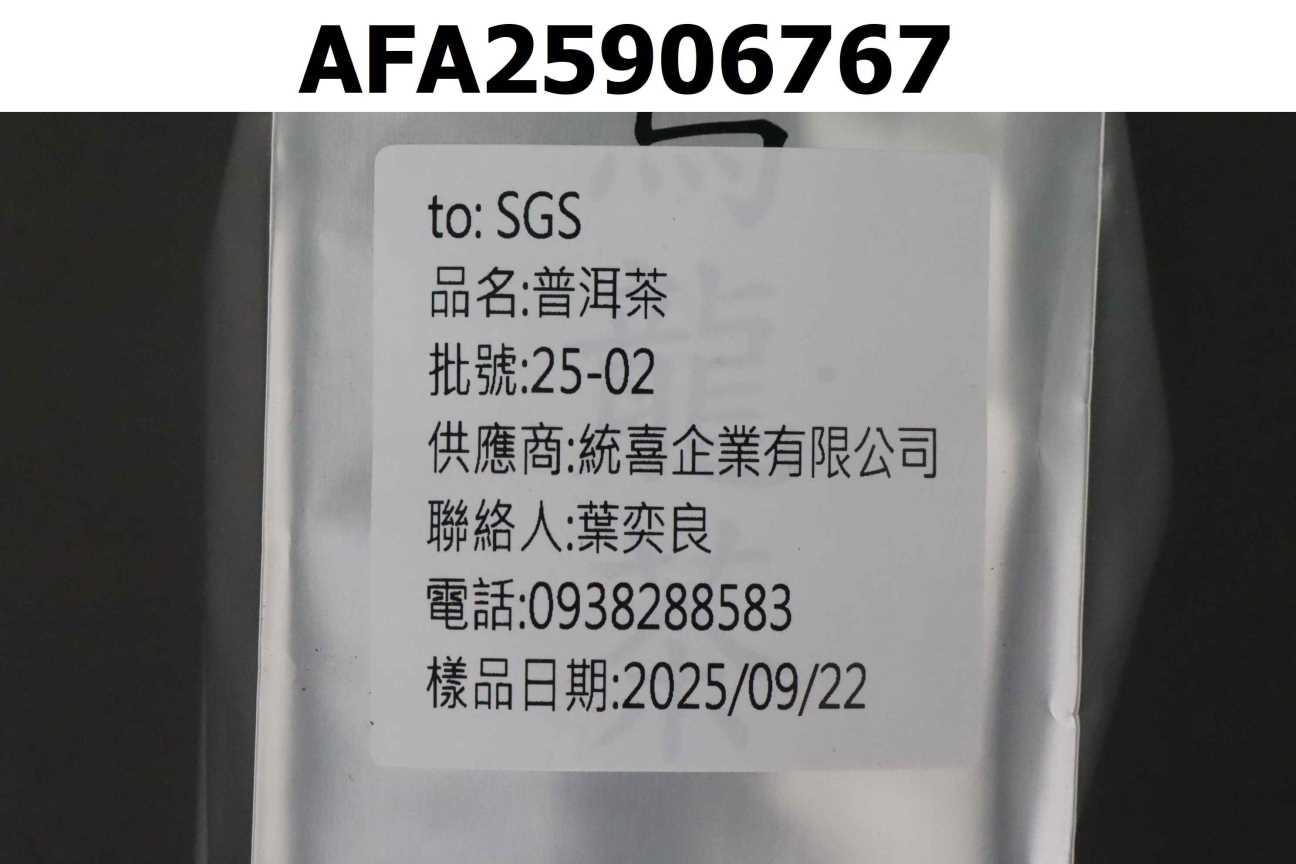 AFA25906767
to: SGS
品名:普洱茶
批號:25-02
供應商:統喜企業有限公司
聯絡人:葉奕良
電話:0938288583
樣品日期:2025/09/22